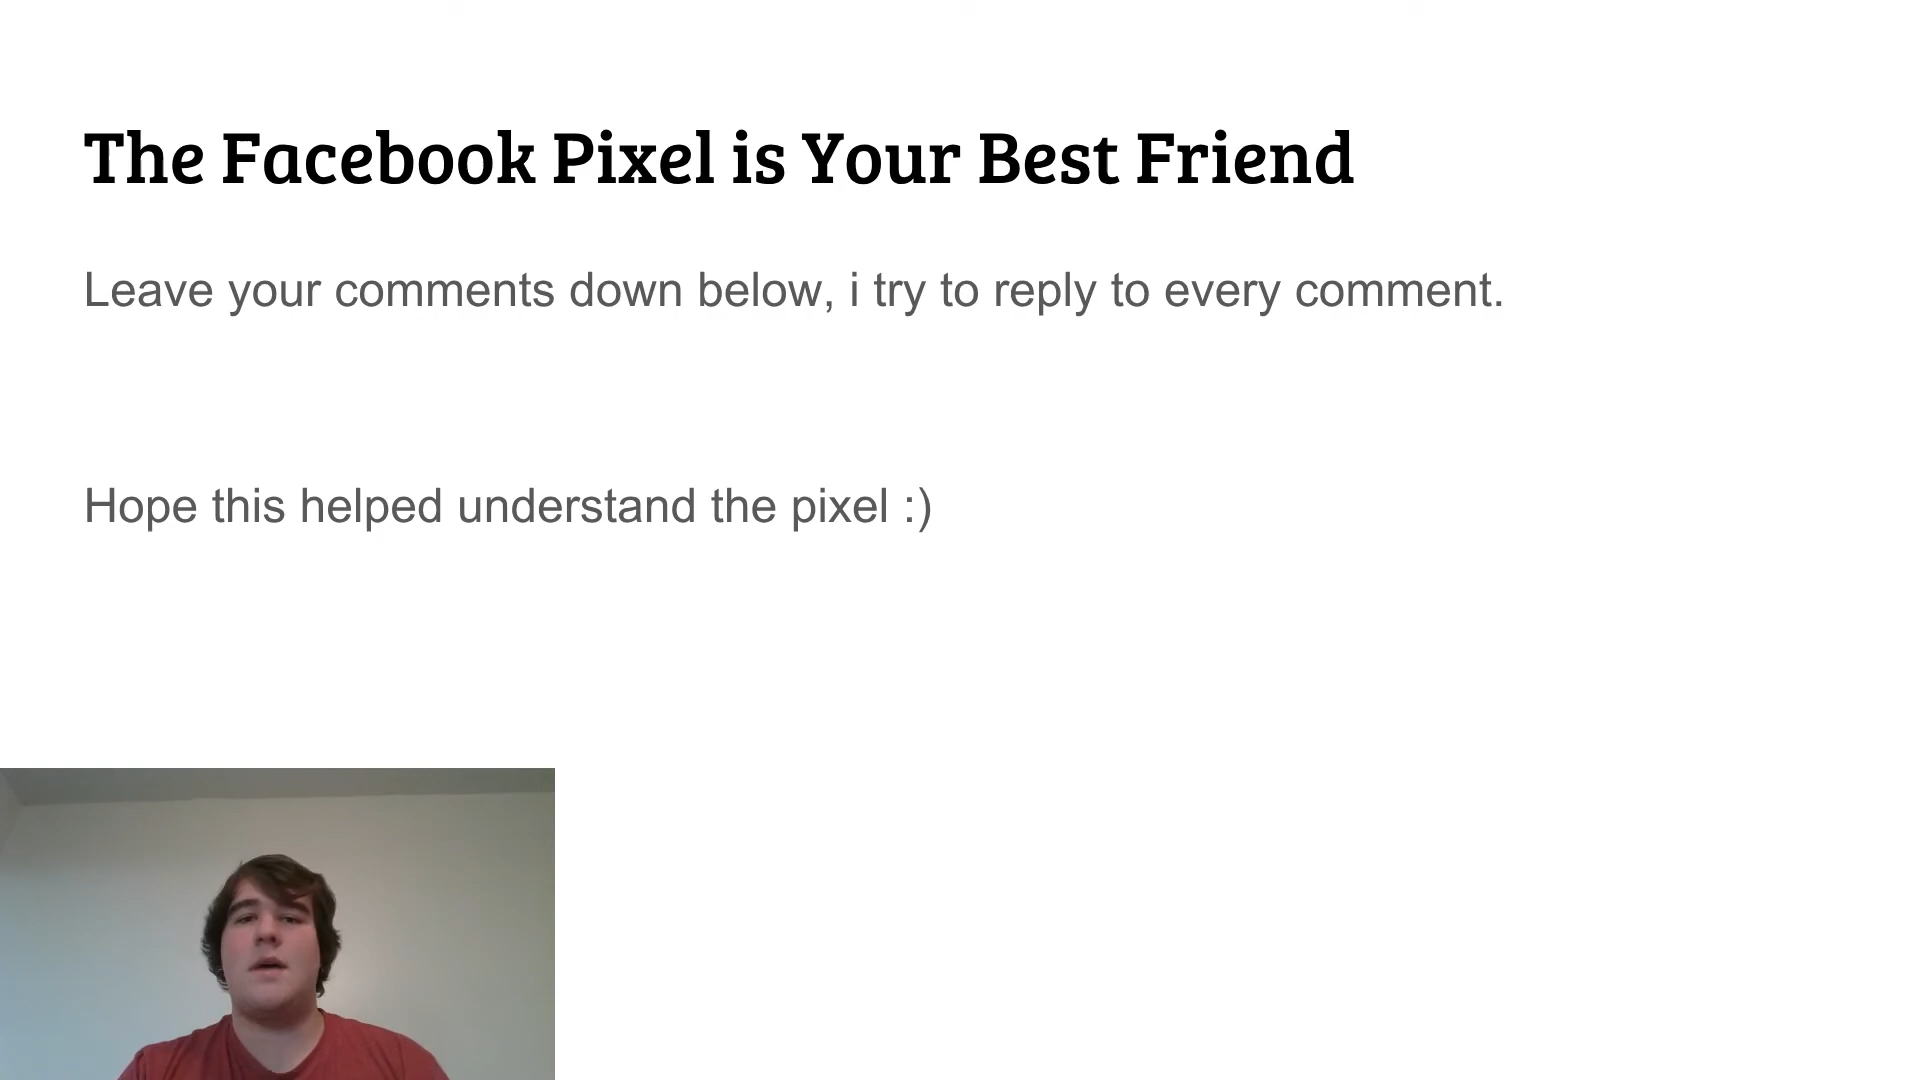 The Facebook Pixel is Your Best Friend
Leave your comments down below, i try to reply to every comment.
Hope this helped understand the pixel :)